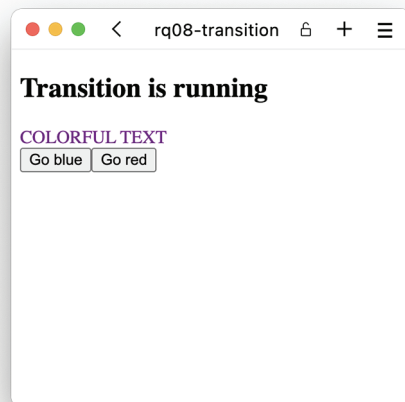 rq08-transition
Transition is running
COLORFUL TEXT
Go blue Go red